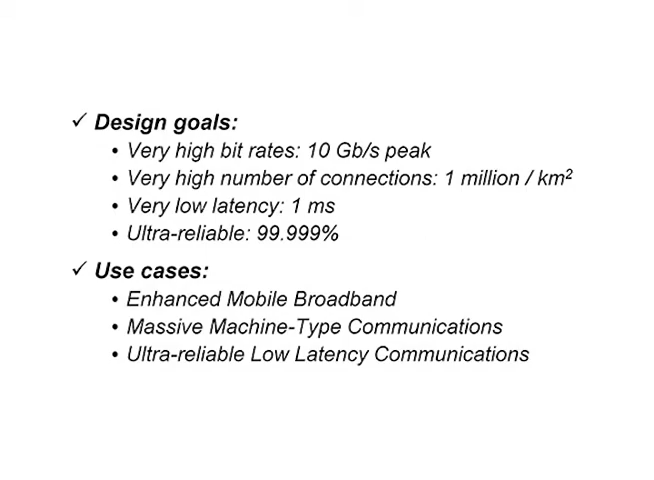 ✓ Design goals:
• Very high bit rates: 10 Gb/s peak
• Very high number of connections: 1 million / km²
• Very low latency: 1 ms
• Ultra-reliable: 99.999%
✓ Use cases:
• Enhanced Mobile Broadband
• Massive Machine-Type Communications
• Ultra-reliable Low Latency Communications